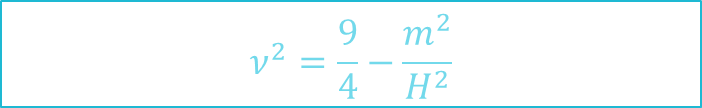 ν² = 9/4 − m²/H²